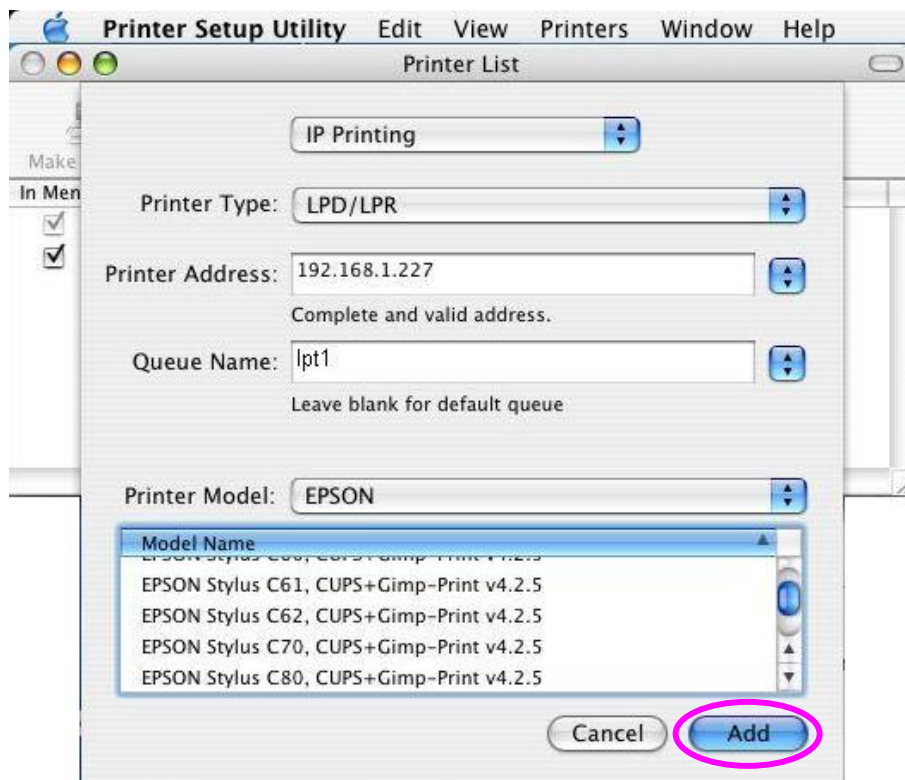 Printer Setup Utility Edit View Printers Window Help
Printer List
IP Printing
Make
In Men
Printer Type: LPD/LPR
Printer Address: 192.168.1.227
Complete and valid address.
Queue Name: lpt1
Leave blank for default queue
Printer Model: EPSON
Model Name
EPSON Stylus C61, CUPS+Gimp-Print v4.2.5
EPSON Stylus C62, CUPS+Gimp-Print v4.2.5
EPSON Stylus C70, CUPS+Gimp-Print v4.2.5
EPSON Stylus C80, CUPS+Gimp-Print v4.2.5
Cancel Add